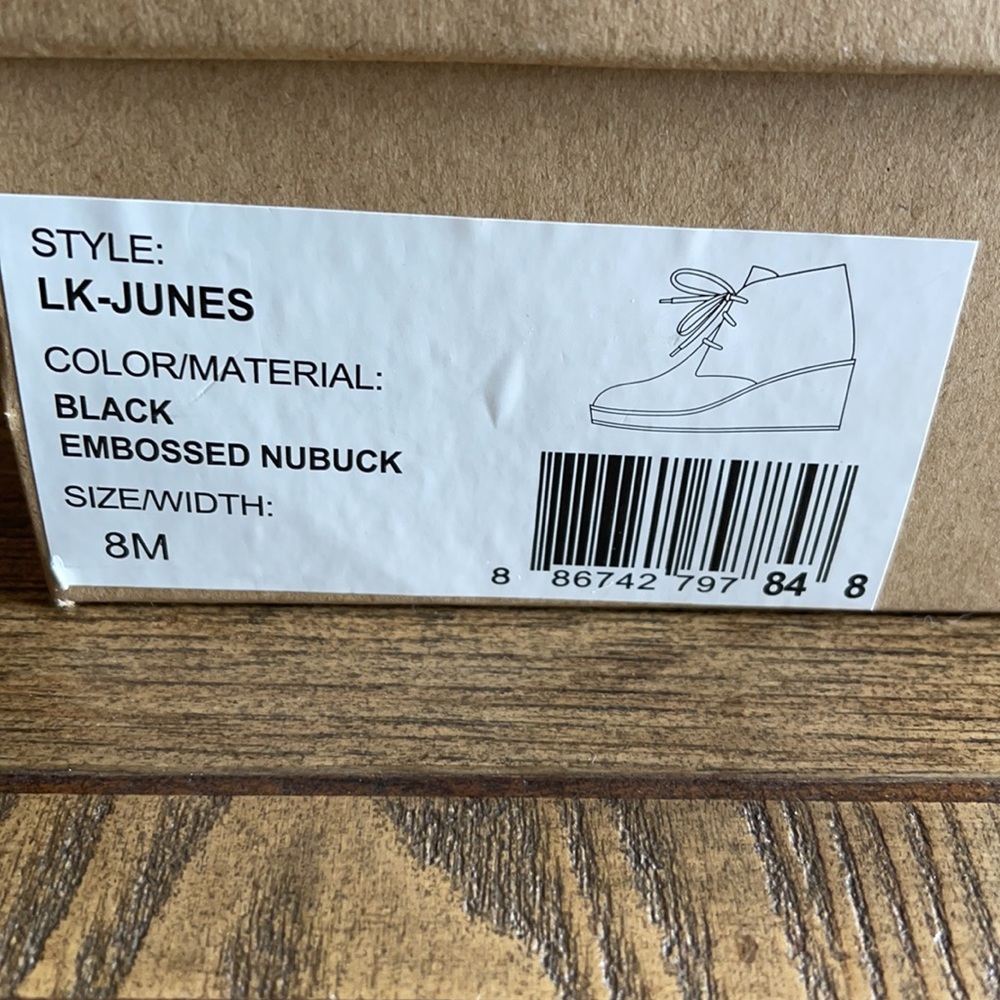 STYLE:
LK-JUNES
COLOR/MATERIAL:
BLACK
EMBOSSED NUBUCK
SIZE/WIDTH:
8M
8 86742 797 84 8